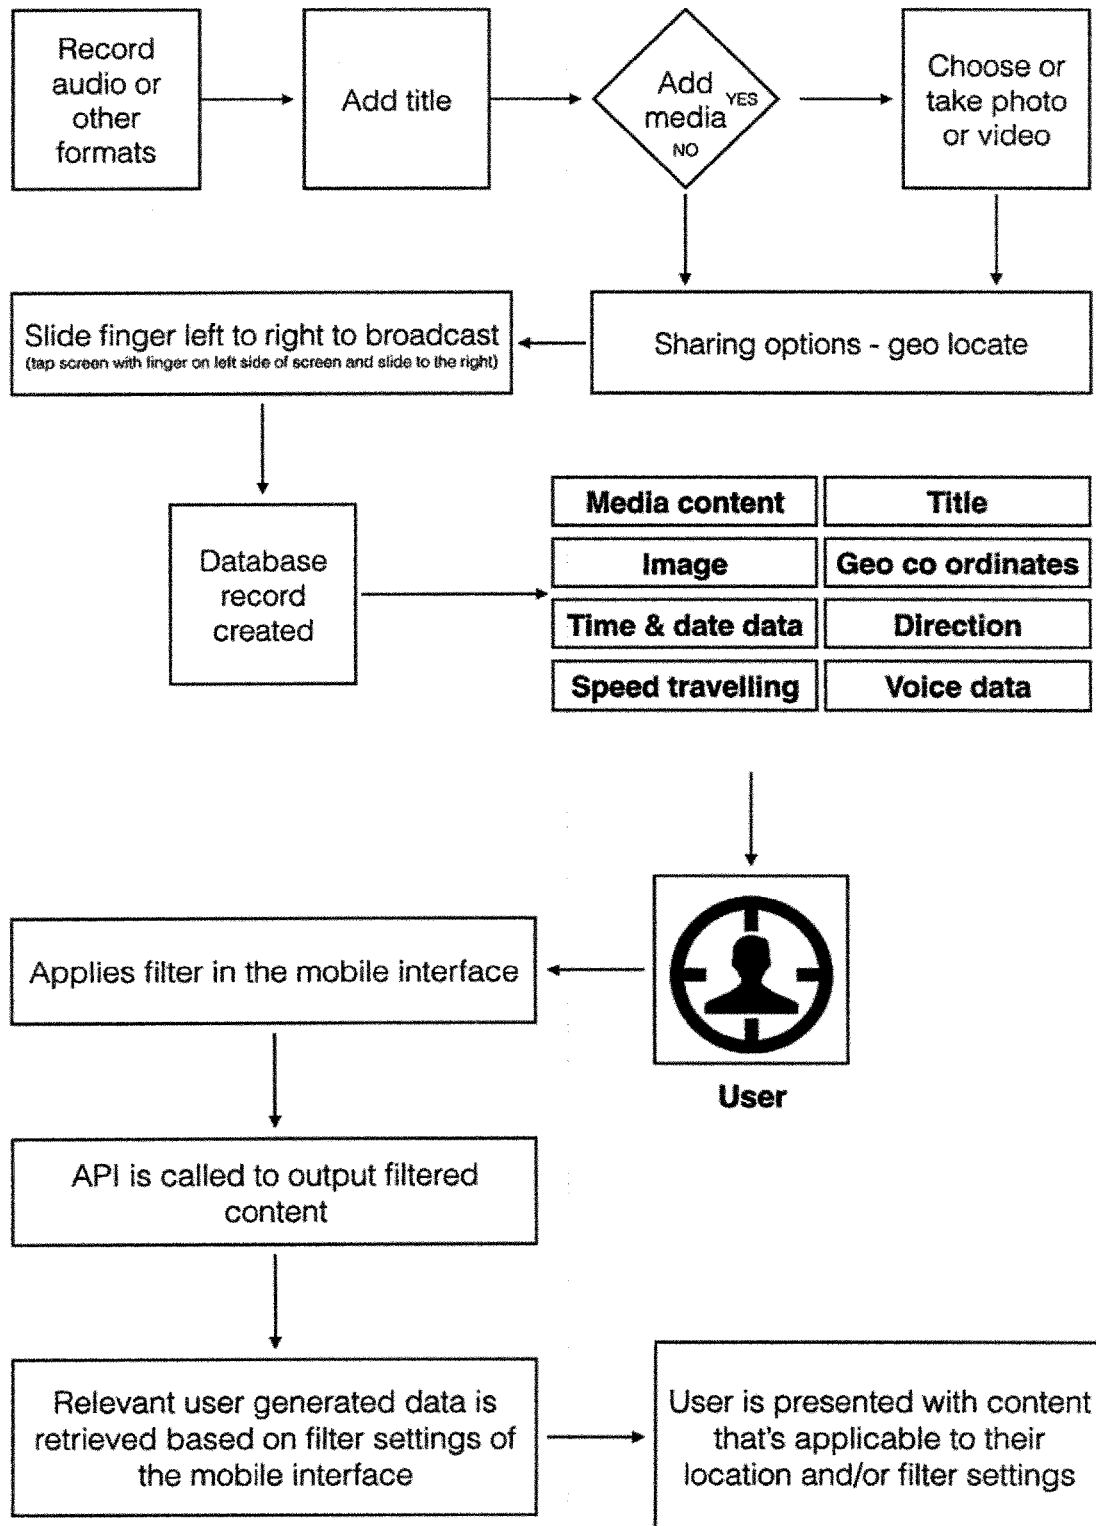 Record
audio or
other
formats
Add title
Add
media
YES
NO
Choose or
take photo
or video
Slide finger left to right to broadcast
(tap screen with finger on left side of screen and slide to the right)
Sharing options - geo locate
Database
record
created
Media content
Title
Image
Geo co ordinates
Time & date data
Direction
Speed travelling
Voice data
User
Applies filter in the mobile interface
API is called to output filtered
content
Relevant user generated data is
retrieved based on filter settings of
the mobile interface
User is presented with content
that's applicable to their
location and/or filter settings